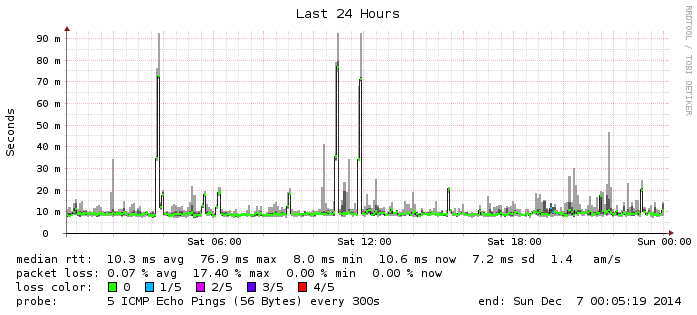 Last 24 Hours
RRDTOOL / TOBI OETIKER
Seconds
90 m
80 m
70 m
60 m
50 m
40 m
30 m
20 m
10 m
0
Sat 06:00 Sat 12:00 Sat 18:00 Sun 00:00
median rtt: 10.3 ms avg 76.9 ms max 8.0 ms min 10.6 ms now 7.2 ms sd 1.4 am/s
packet loss: 0.07 % avg 17.40 % max 0.00 % min 0.00 % now
loss color: 0 1/5 2/5 3/5 4/5
probe: 5 ICMP Echo Pings (56 Bytes) every 300s end: Sun Dec 7 00:05:19 2014